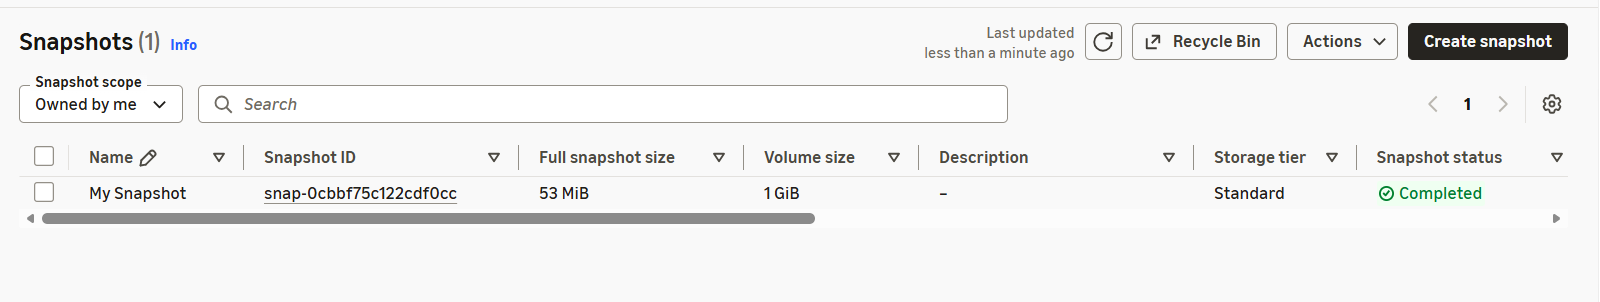 Snapshots (1) Info
Last updated
less than a minute ago
Recycle Bin
Actions
Create snapshot
Snapshot scope
Owned by me
Search
1
Name Snapshot ID Full snapshot size Volume size Description Storage tier Snapshot status
My Snapshot snap-0cbbf75c122cdf0cc 53 MiB 1 GiB – Standard Completed